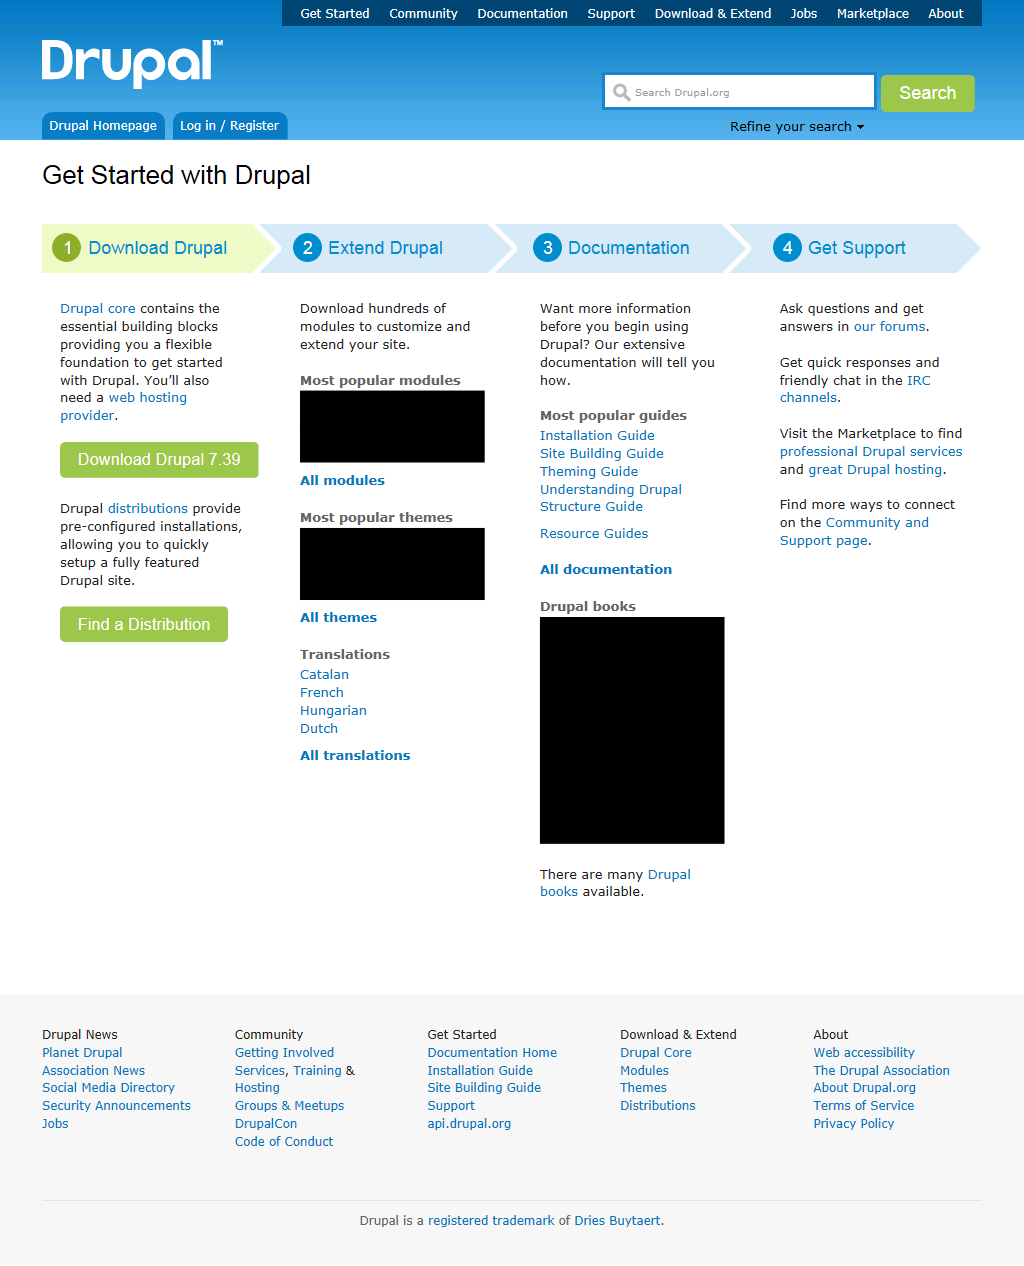 Get Started Community Documentation Support Download & Extend Jobs Marketplace About
Drupal™
Search Drupal.org
Search
Refine your search
Drupal Homepage Log in / Register
Get Started with Drupal
1 Download Drupal
Drupal core contains the
essential building blocks
providing you a flexible
foundation to get started
with Drupal. You’ll also
need a web hosting
provider.
Download Drupal 7.39
Drupal distributions provide
pre-configured installations,
allowing you to quickly
setup a fully featured
Drupal site.
Find a Distribution
2 Extend Drupal
Download hundreds of
modules to customize and
extend your site.
Most popular modules
All modules
Most popular themes
All themes
Translations
Catalan
French
Hungarian
Dutch
All translations
3 Documentation
Want more information
before you begin using
Drupal? Our extensive
documentation will tell you
how.
Most popular guides
Installation Guide
Site Building Guide
Theming Guide
Understanding Drupal
Structure Guide
Resource Guides
All documentation
Drupal books
There are many Drupal
books available.
4 Get Support
Ask questions and get
answers in our forums.
Get quick responses and
friendly chat in the IRC
channels.
Visit the Marketplace to find
professional Drupal services
and great Drupal hosting.
Find more ways to connect
on the Community and
Support page.
Drupal News
Planet Drupal
Association News
Social Media Directory
Security Announcements
Jobs
Community
Getting Involved
Services, Training &
Hosting
Groups & Meetups
DrupalCon
Code of Conduct
Get Started
Documentation Home
Installation Guide
Site Building Guide
Support
api.drupal.org
Download & Extend
Drupal Core
Modules
Themes
Distributions
About
Web accessibility
The Drupal Association
About Drupal.org
Terms of Service
Privacy Policy
Drupal is a registered trademark of Dries Buytaert.